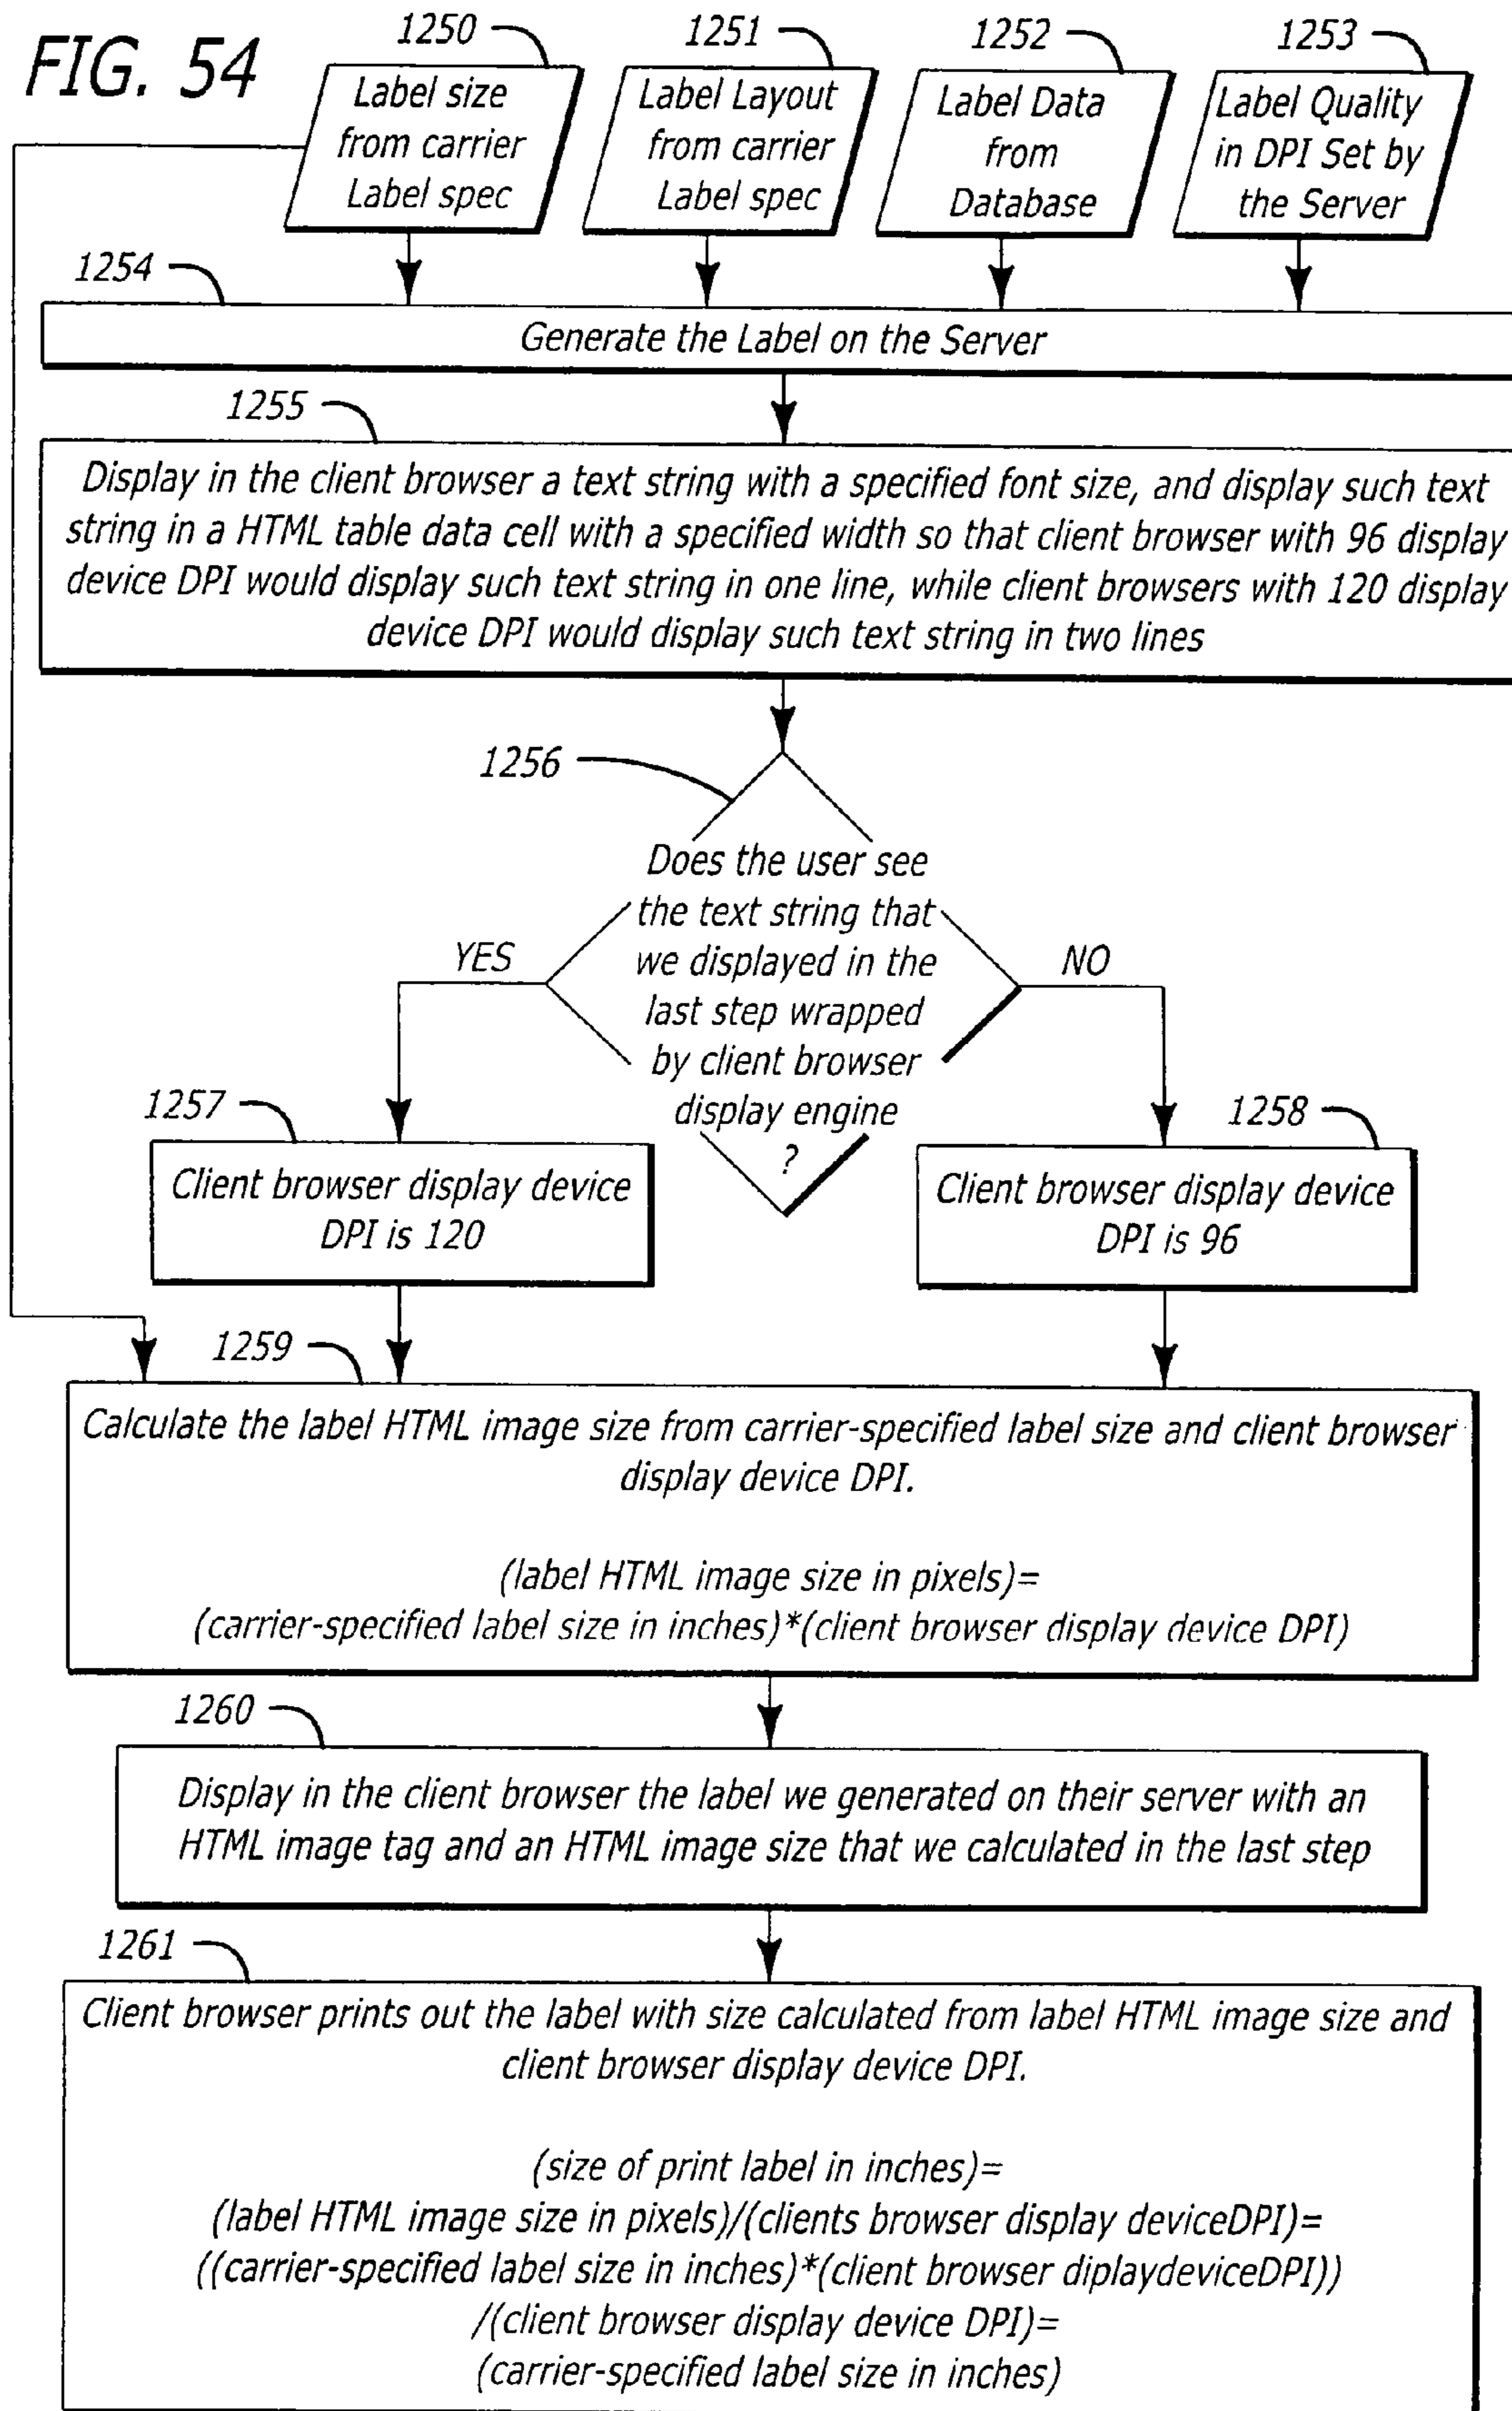 FIG. 54
1250
1251
1252
1253
Label size
from carrier
Label spec
Label Layout
from carrier
Label spec
Label Data
from
Database
Label Quality
in DPI Set by
the Server
1254
Generate the Label on the Server
1255
Display in the client browser a text string with a specified font size, and display such text
string in a HTML table data cell with a specified width so that client browser with 96 display
device DPI would display such text string in one line, while client browsers with 120 display
device DPI would display such text string in two lines
1256
Does the user see
the text string that
we displayed in the
last step wrapped
by client browser
display engine
?
YES
NO
1257
Client browser display device
DPI is 120
1258
Client browser display device
DPI is 96
1259
Calculate the label HTML image size from carrier-specified label size and client browser
display device DPI.
(label HTML image size in pixels)=
(carrier-specified label size in inches)*(client browser display device DPI)
1260
Display in the client browser the label we generated on their server with an
HTML image tag and an HTML image size that we calculated in the last step
1261
Client browser prints out the label with size calculated from label HTML image size and
client browser display device DPI.
(size of print label in inches)=
(label HTML image size in pixels)/(clients browser display deviceDPI)=
((carrier-specified label size in inches)*(client browser diplaydeviceDPI))
/(client browser display device DPI)=
(carrier-specified label size in inches)